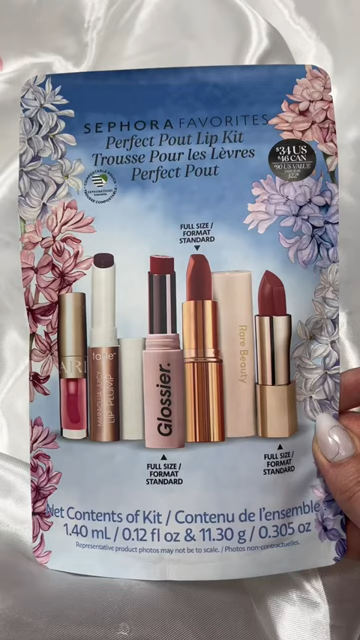 SEPHORA FAVORITES
Perfect Pout Lip Kit
Trousse Pour les Lèvres
Perfect Pout
$34 US
$46 CAN
FULL SIZE /
FORMAT
STANDARD
tarte
LIP PLUMP
Glossier.
Rare Beauty
FULL SIZE /
FORMAT
STANDARD
FULL SIZE /
FORMAT
STANDARD
Net Contents of Kit / Contenu de l'ensemble
1.40 mL / 0.12 fl oz & 11.30 g / 0.305 oz
Representative product photos may not be to scale. / Photos non-contractuelles.